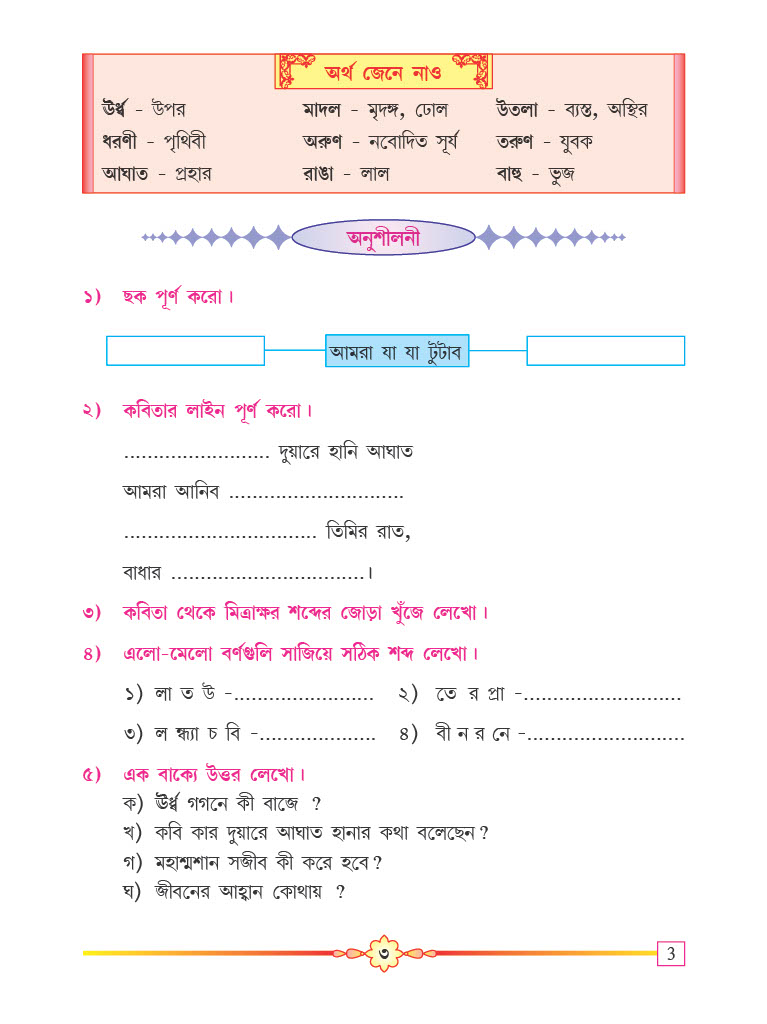 অর্থ জেনে নাও
ঊর্ধ্ব - উপর মাদল - মৃদঙ্গ, ঢোল উতলা - ব্যস্ত, অস্থির
ধরণী - পৃথিবী অরুণ - নবোদিত সূর্য তরুণ - যুবক
আঘাত - প্রহার রাঙা - লাল বাহু - ভুজ
অনুশীলনী
১) ছক পূর্ণ করো।
আমরা যা যা টুটাব
২) কবিতার লাইন পূর্ণ করো।
......................... দুয়ারে হানি আঘাত
আমরা আনিব ..............................
................................. তিমির রাত,
বাধার .................................।
৩) কবিতা থেকে মিত্রাক্ষর শব্দের জোড়া খুঁজে লেখো।
৪) এলো-মেলো বর্ণগুলি সাজিয়ে সঠিক শব্দ লেখো।
১) লা ত উ -........................ ২) তে র প্রা -...........................
৩) ল ন্ধ্যা চ বি -.................... ৪) বী ন র নে -...........................
৫) এক বাক্যে উত্তর লেখো।
ক) ঊর্ধ্ব গগনে কী বাজে ?
খ) কবি কার দুয়ারে আঘাত হানার কথা বলেছেন?
গ) মহাশ্মশান সজীব কী করে হবে?
ঘ) জীবনের আহ্বান কোথায় ?
৩
3